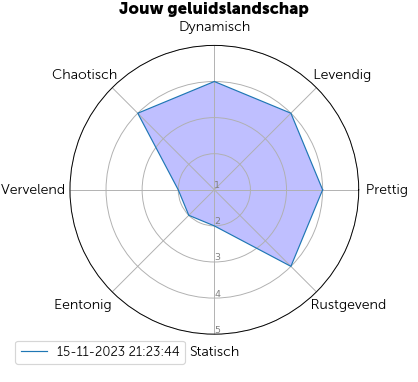 Jouw geluidslandschap
Dynamisch
Chaotisch
Levendig
Vervelend
1
Prettig
2
3
4
Eentonig
Rustgevend
5
15-11-2023 21:23:44
Statisch